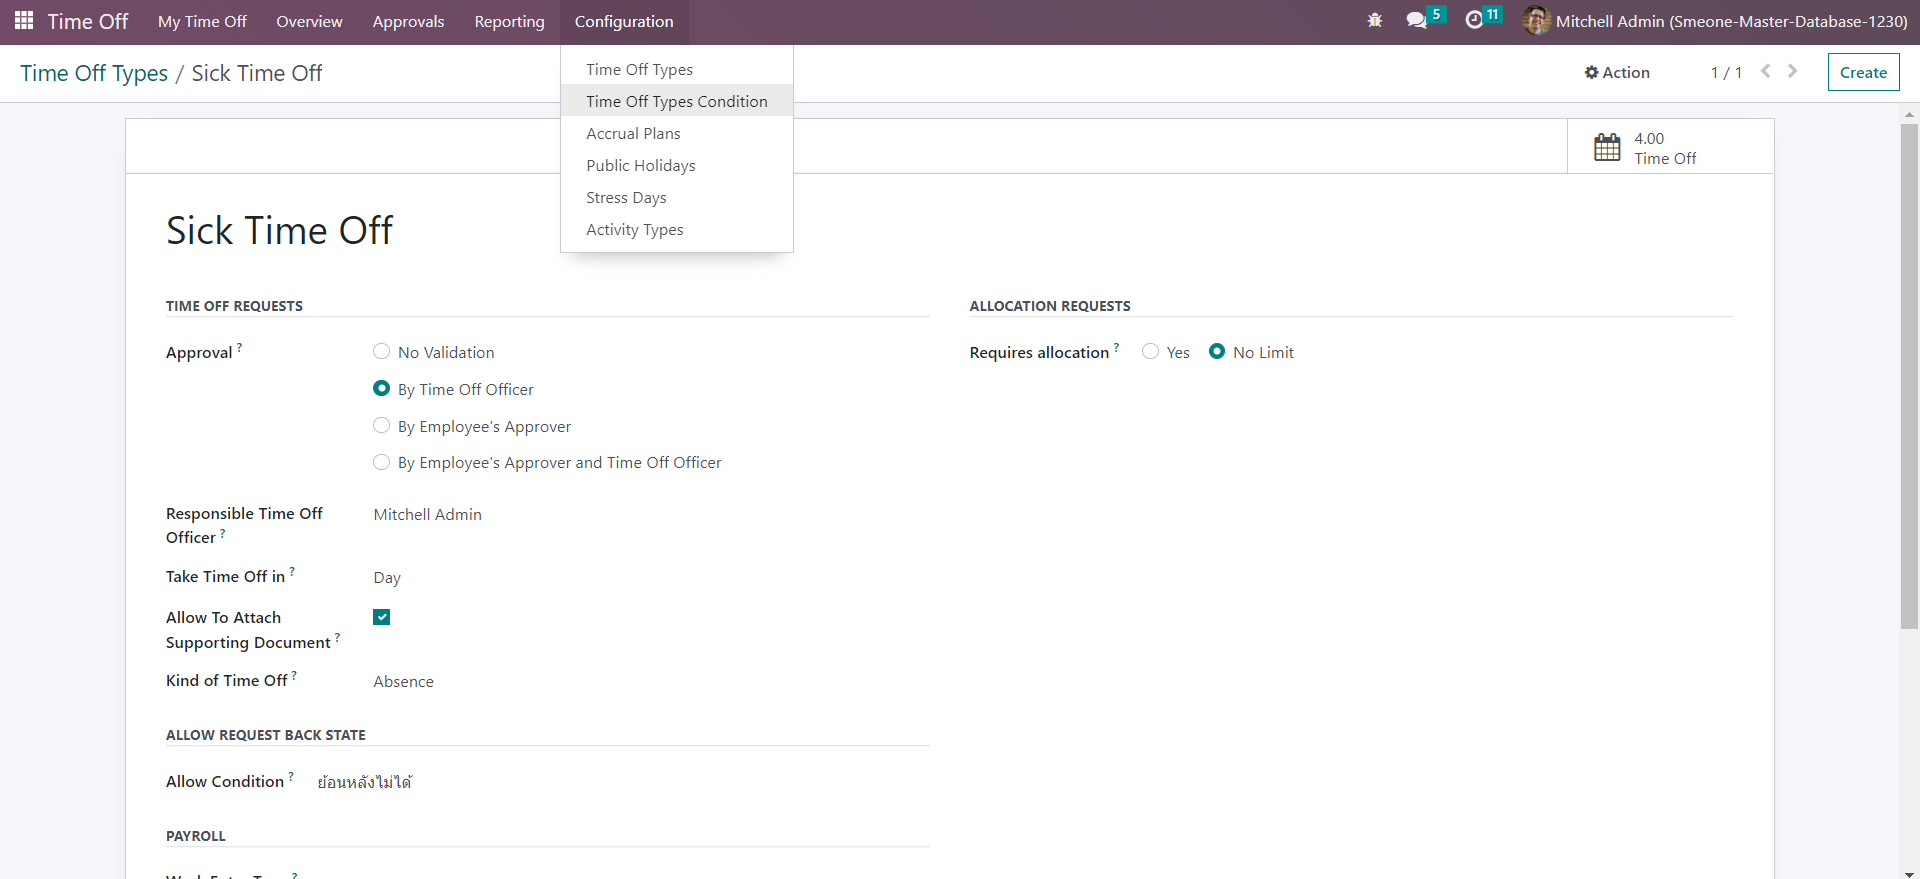 Time Off My Time Off Overview Approvals Reporting Configuration 5 11 Mitchell Admin (Smeone-Master-Database-1230)
Time Off Types / Sick Time Off Action 1 / 1 Create
Time Off Types
Time Off Types Condition
Accrual Plans
Public Holidays
Stress Days
Activity Types
4.00
Time Off
Sick Time Off
TIME OFF REQUESTS
Approval ?
No Validation
By Time Off Officer
By Employee's Approver
By Employee's Approver and Time Off Officer
Responsible Time Off
Officer ?
Mitchell Admin
Take Time Off in ? Day
Allow To Attach
Supporting Document ?
Kind of Time Off ? Absence
ALLOW REQUEST BACK STATE
Allow Condition ? ย้อนหลังไม่ได้
PAYROLL
ALLOCATION REQUESTS
Requires allocation ? Yes No Limit